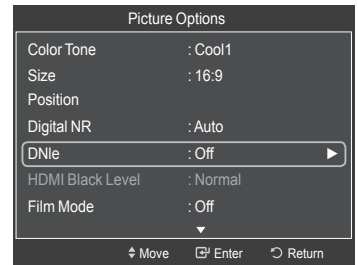 Picture Options
Color Tone : Cool1
Size : 16:9
Position
Digital NR : Auto
DNIe : Off
HDMI Black Level : Normal
Film Mode : Off
Move Enter Return